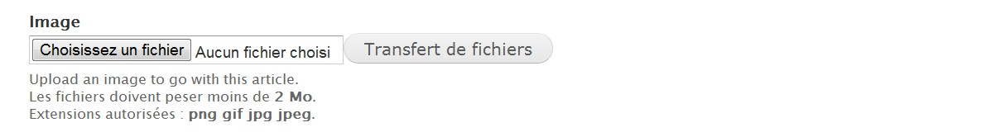 Image
Choisissez un fichier Aucun fichier choisi Transfert de fichiers
Upload an image to go with this article.
Les fichiers doivent peser moins de 2 Mo.
Extensions autorisées : png gif jpg jpeg.